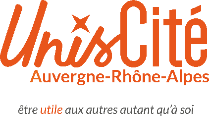 UnisCité
Auvergne-Rhône-Alpes
être utile aux autres autant qu'à soi